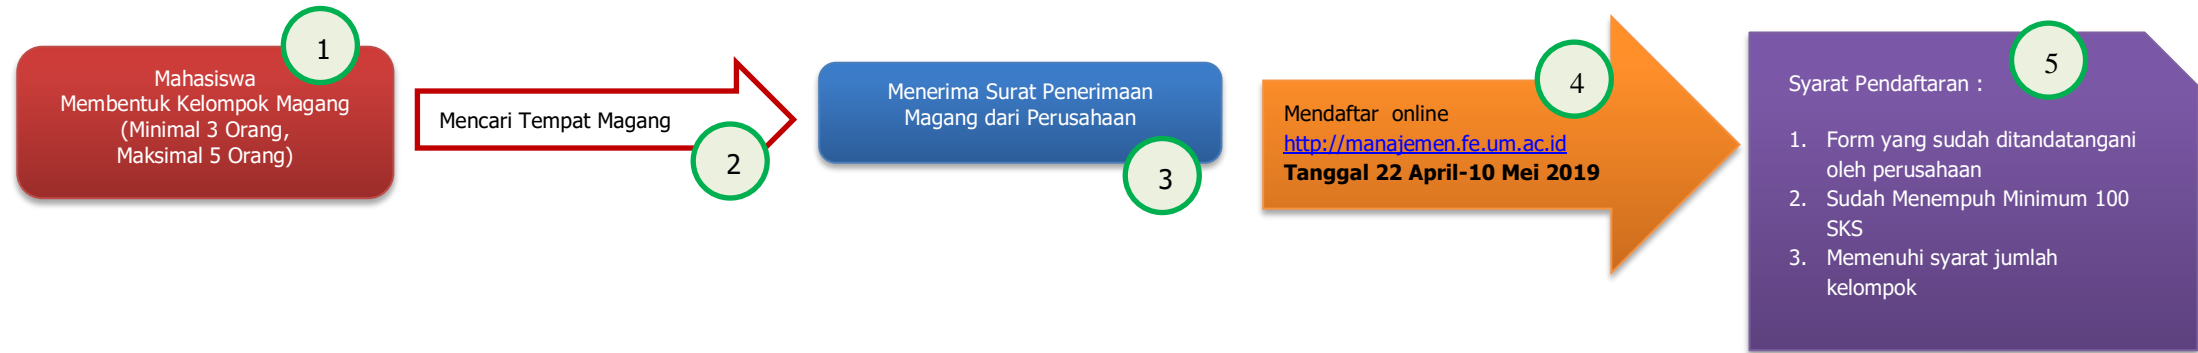 1
Mahasiswa
Membentuk Kelompok Magang
(Minimal 3 Orang,
Maksimal 5 Orang)
Mencari Tempat Magang
2
Menerima Surat Penerimaan
Magang dari Perusahaan
3
4
Mendaftar online
http://manajemen.fe.um.ac.id
Tanggal 22 April-10 Mei 2019
5
Syarat Pendaftaran :
1. Form yang sudah ditandatangani
oleh perusahaan
2. Sudah Menempuh Minimum 100
SKS
3. Memenuhi syarat jumlah
kelompok